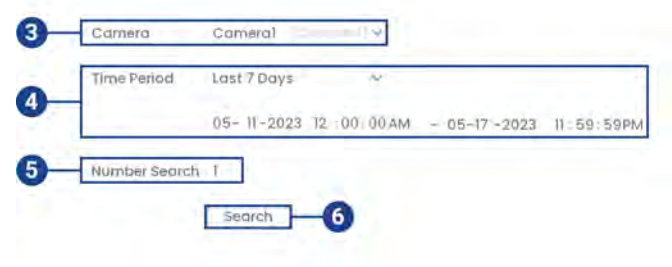 3 Camera Camera1
4 Time Period Last 7 Days
05- 11 -2023 12 :00:00AM - 05-17 -2023 11:59:59PM
5 Number Search 1
Search 6